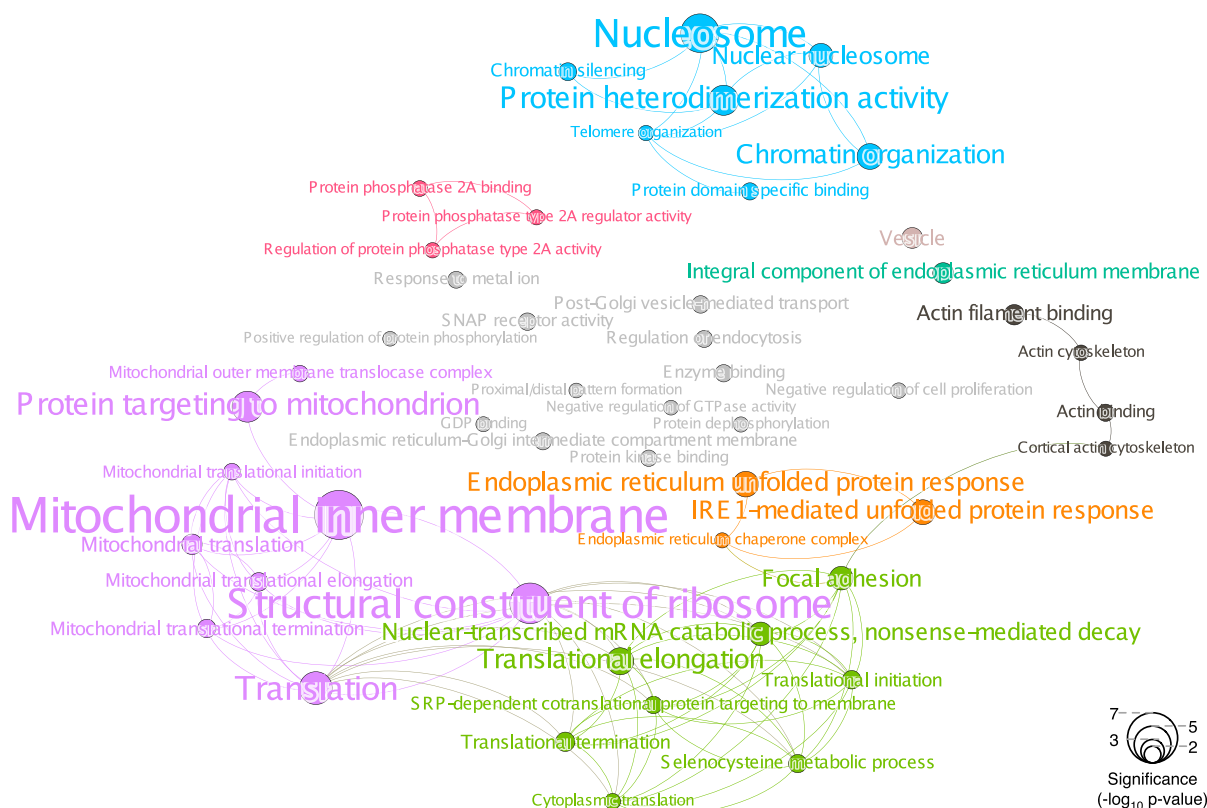 Nucleosome
Nuclear nucleosome
Chromatin silencing
Protein heterodimerization activity
Telomere organization
Chromatin organization
Protein phosphatase 2A binding
Protein domain specific binding
Protein phosphatase type 2A regulator activity
Vesicle
Regulation of protein phosphatase type 2A activity
Integral component of endoplasmic reticulum membrane
Response to metal ion
Post-Golgi vesicle-mediated transport
Actin filament binding
SNAP receptor activity
Positive regulation of protein phosphorylation
Regulation of endocytosis
Actin cytoskeleton
Mitochondrial outer membrane translocase complex
Enzyme binding
Proximal/distal pattern formation
Negative regulation of cell proliferation
Protein targeting to mitochondrion
Negative regulation of GTPase activity
Actin binding
GDP binding
Protein dephosphorylation
Endoplasmic reticulum-Golgi intermediate compartment membrane
Cortical actin cytoskeleton
Protein kinase binding
Mitochondrial translational initiation
Endoplasmic reticulum unfolded protein response
IRE1-mediated unfolded protein response
Mitochondrial inner membrane
Endoplasmic reticulum chaperone complex
Mitochondrial translation
Mitochondrial translational elongation
Focal adhesion
Structural constituent of ribosome
Mitochondrial translational termination
Nuclear-transcribed mRNA catabolic process, nonsense-mediated decay
Translational elongation
Translational initiation
Translation
SRP-dependent cotranslational protein targeting to membrane
Translational termination
Selenocysteine metabolic process
Cytoplasmic translation
7
5
3
2
Significance
(-log10 p-value)